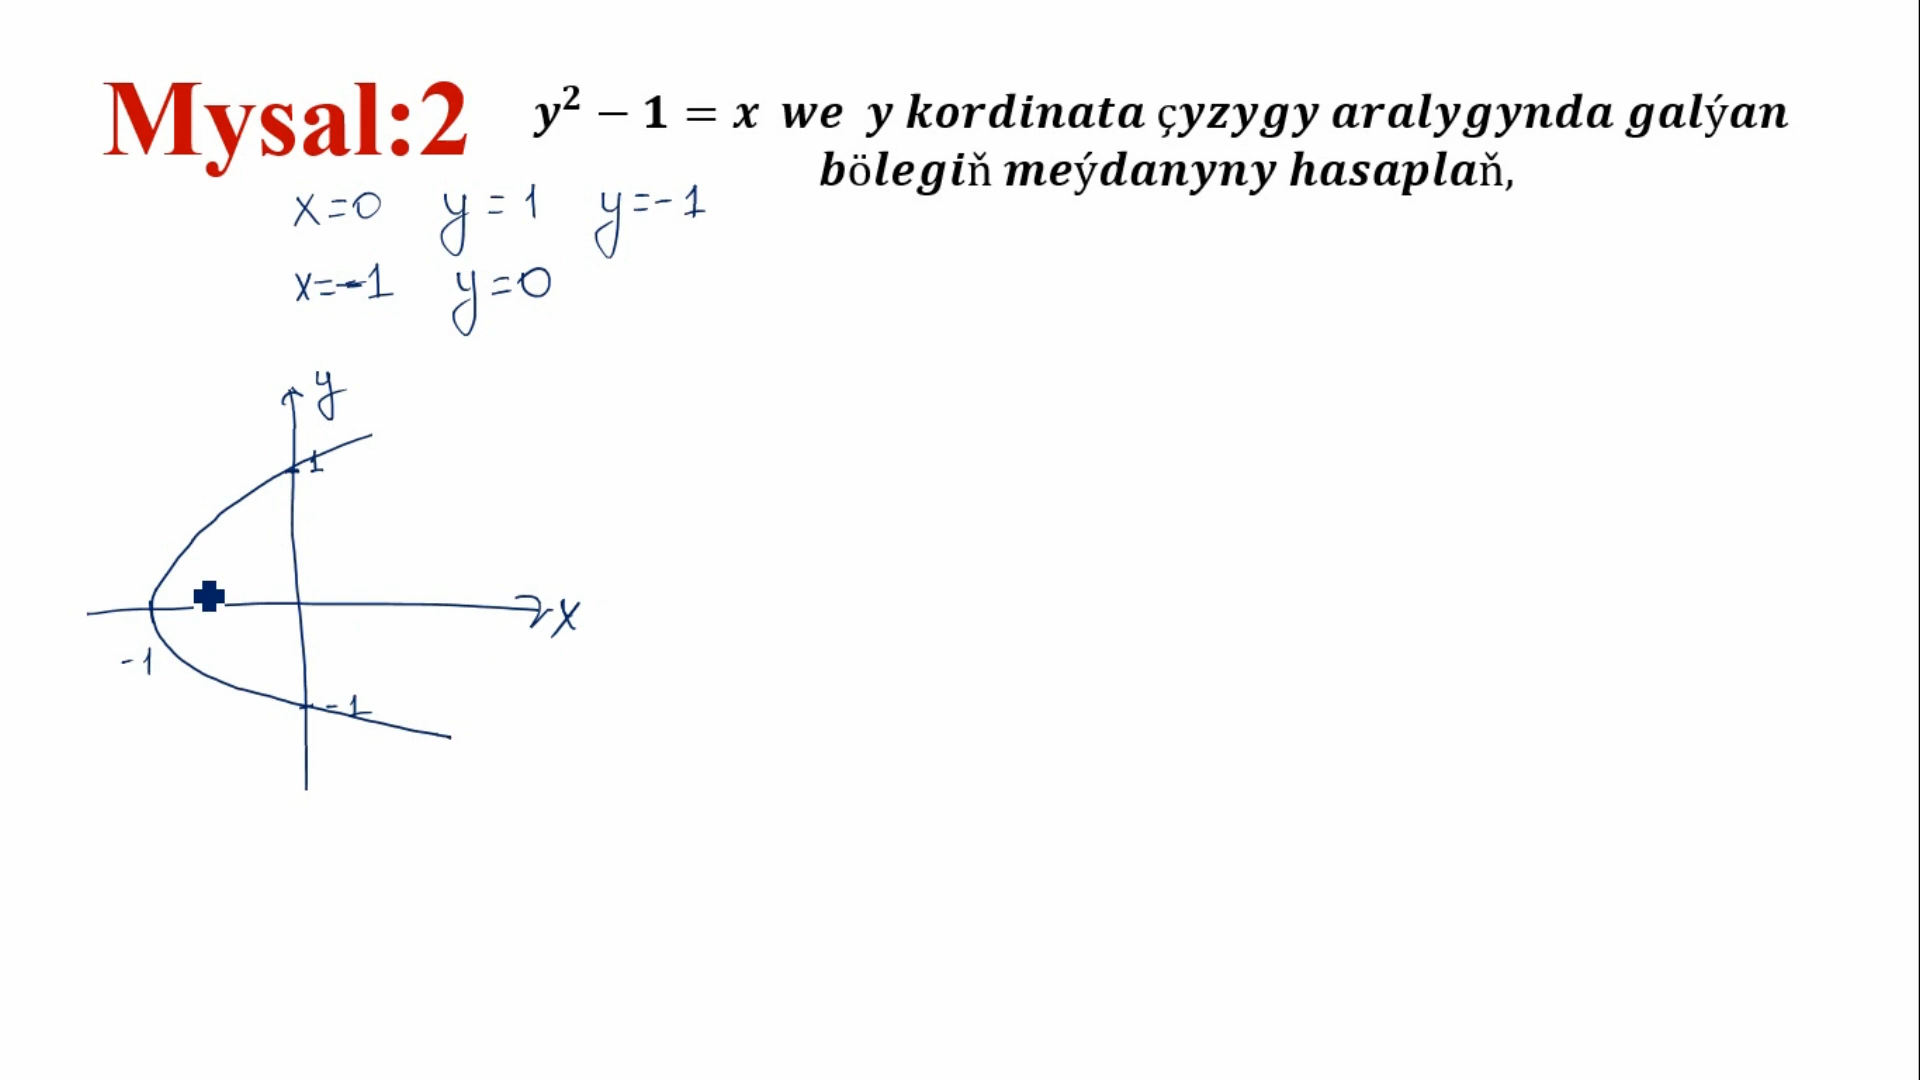 Mysal:2 y² − 1 = x we y kordinata çyzygy aralygynda galýan
bölegiň meýdanyny hasaplaň,
x=0 y=1 y=-1
x=-1 y=0
y
1
x
-1
-1